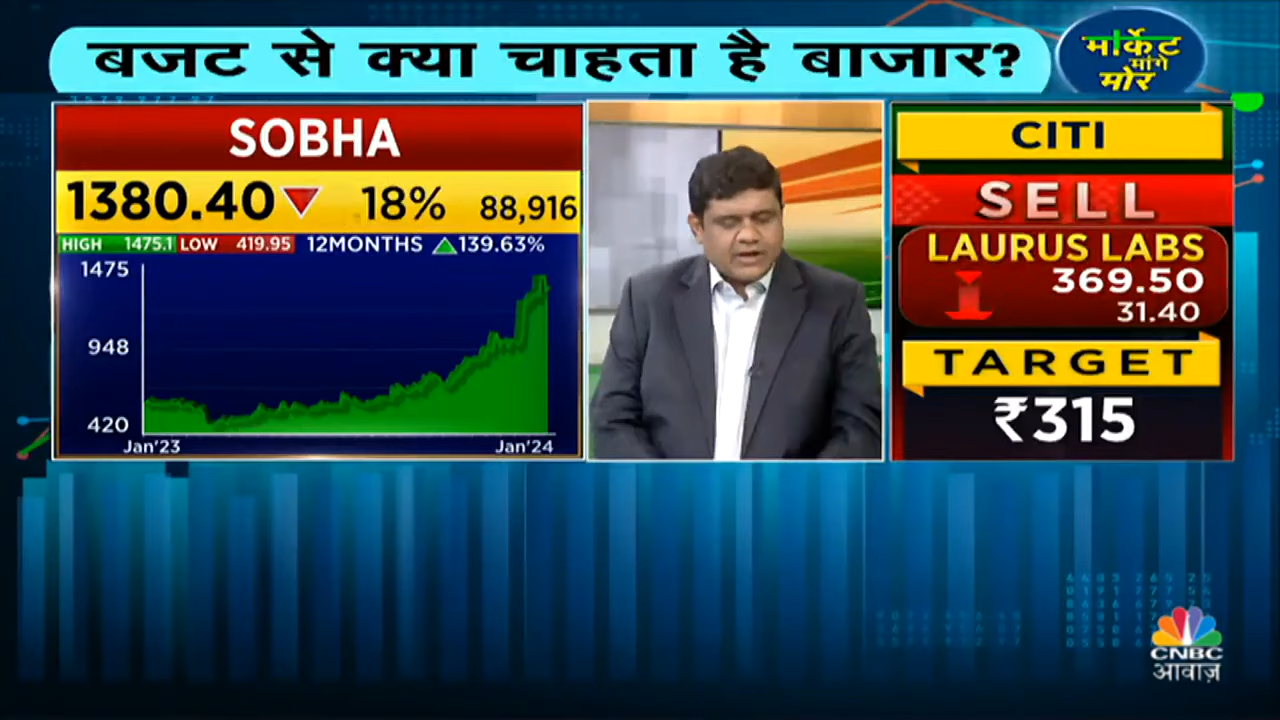 बजट से क्या चाहता है बाजार?
मार्केट
मांगे
मोर
SOBHA
1380.40 18% 88,916
HIGH 1475.1 LOW 419.95 12MONTHS 139.63%
1475
948
420
Jan'23 Jan'24
CITI
SELL
LAURUS LABS
369.50
31.40
TARGET
₹315
CNBC
आवाज़